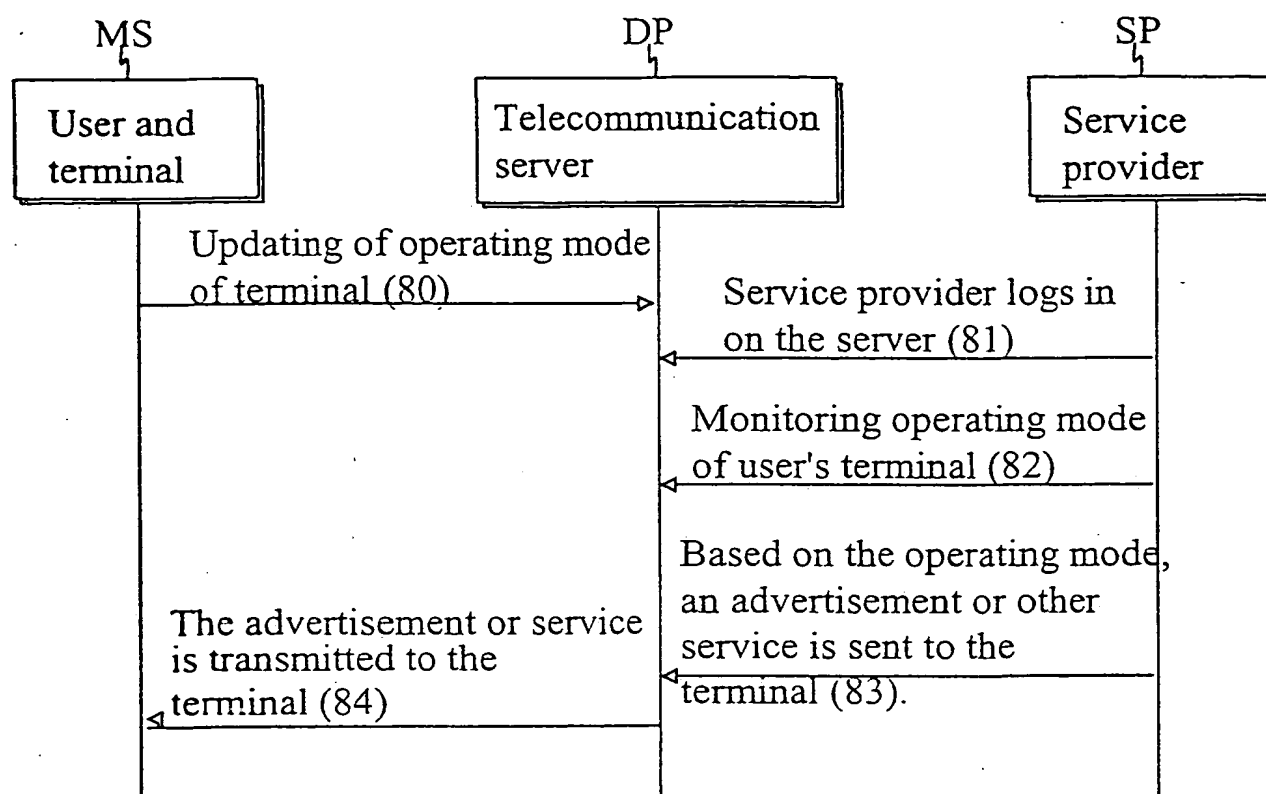 MS
DP
SP
User and
terminal
Telecommunication
server
Service
provider
Updating of operating mode
of terminal (80)
Service provider logs in
on the server (81)
Monitoring operating mode
of user's terminal (82)
Based on the operating mode,
an advertisement or other
service is sent to the
terminal (83).
The advertisement or service
is transmitted to the
terminal (84)